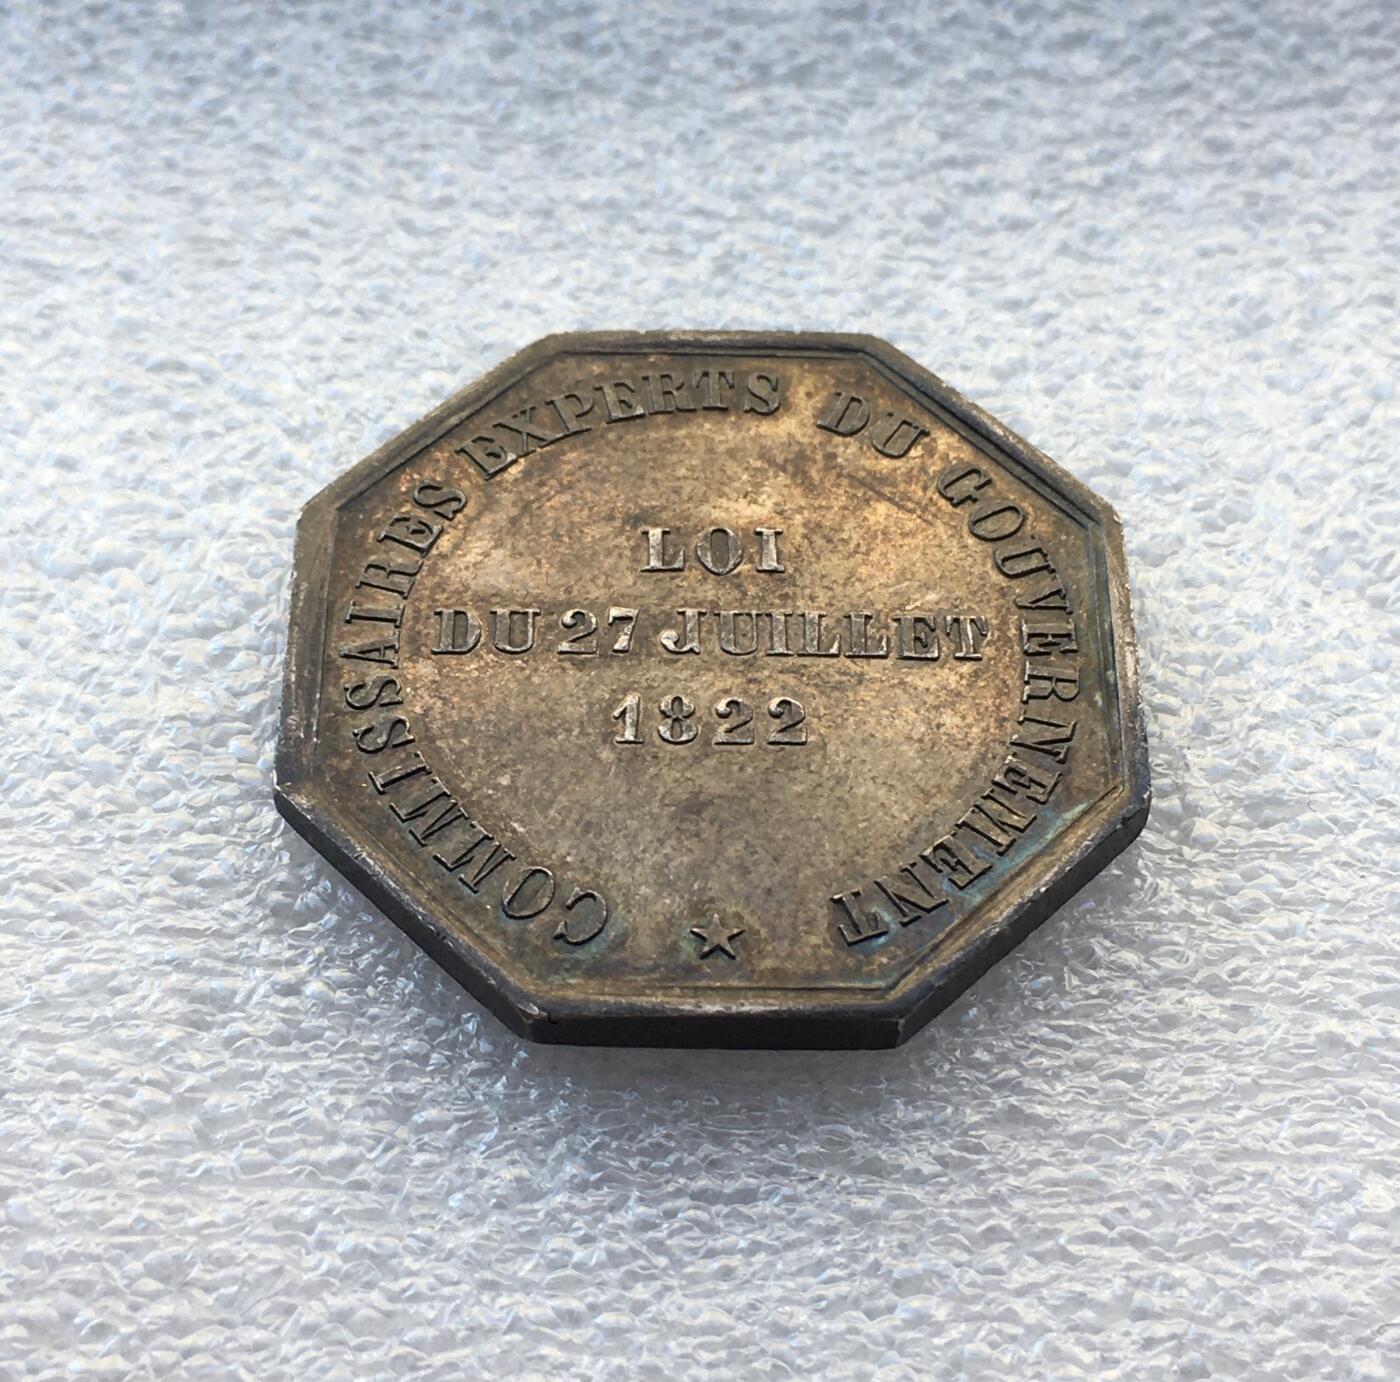 COMMISSAIRES EXPERTS DU GOUVERNEMENT
LOI
DU 27 JUILLET
1822